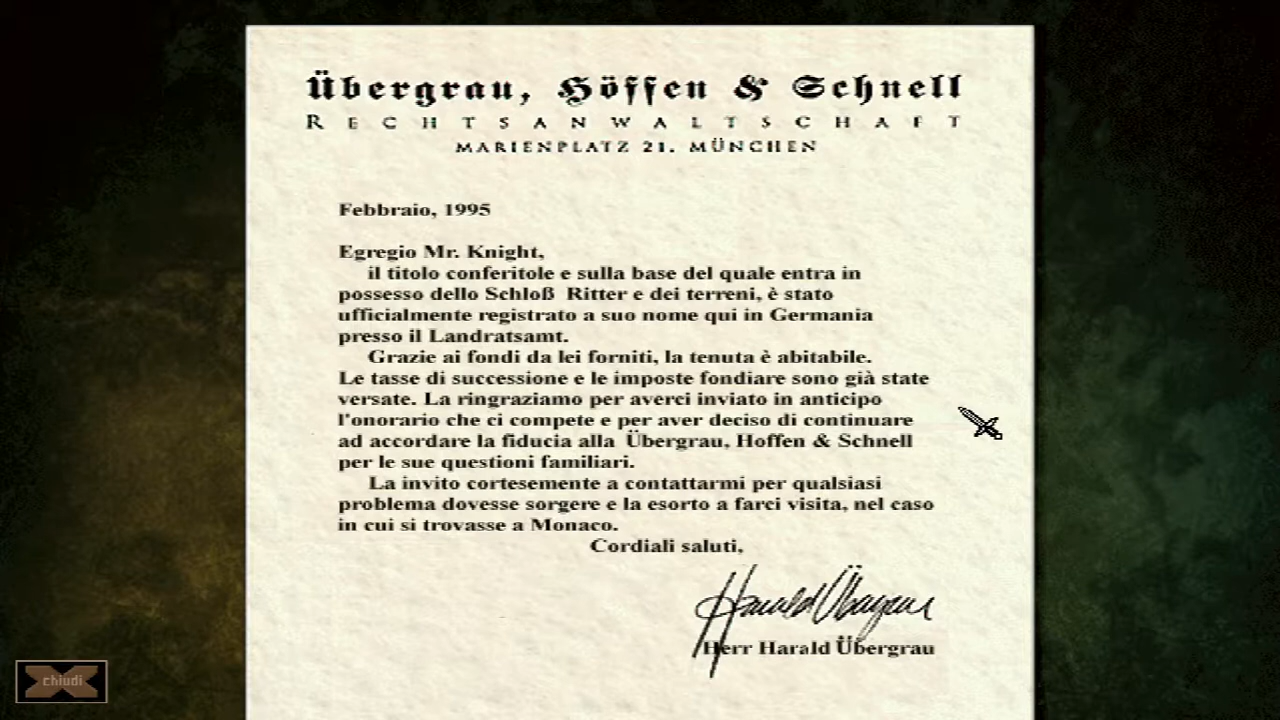 Übergrau, Höffen & Schnell
RECHTSANWALTSCHAFT
MARIENPLATZ 21. MÜNCHEN
Febbraio, 1995
Egregio Mr. Knight,
il titolo conferitole e sulla base del quale entra in
possesso dello Schloß Ritter e dei terreni, è stato
ufficialmente registrato a suo nome qui in Germania
presso il Landratsamt.
Grazie ai fondi da lei forniti, la tenuta è abitabile.
Le tasse di successione e le imposte fondiare sono già state
versate. La ringraziamo per averci inviato in anticipo
l'onorario che ci compete e per aver deciso di continuare
ad accordare la fiducia alla Übergrau, Hoffen & Schnell
per le sue questioni familiari.
La invito cortesemente a contattarmi per qualsiasi
problema dovesse sorgere e la esorto a farci visita, nel caso
in cui si trovasse a Monaco.
Cordiali saluti,
Harald Übergrau
Herr Harald Übergrau
chiudi